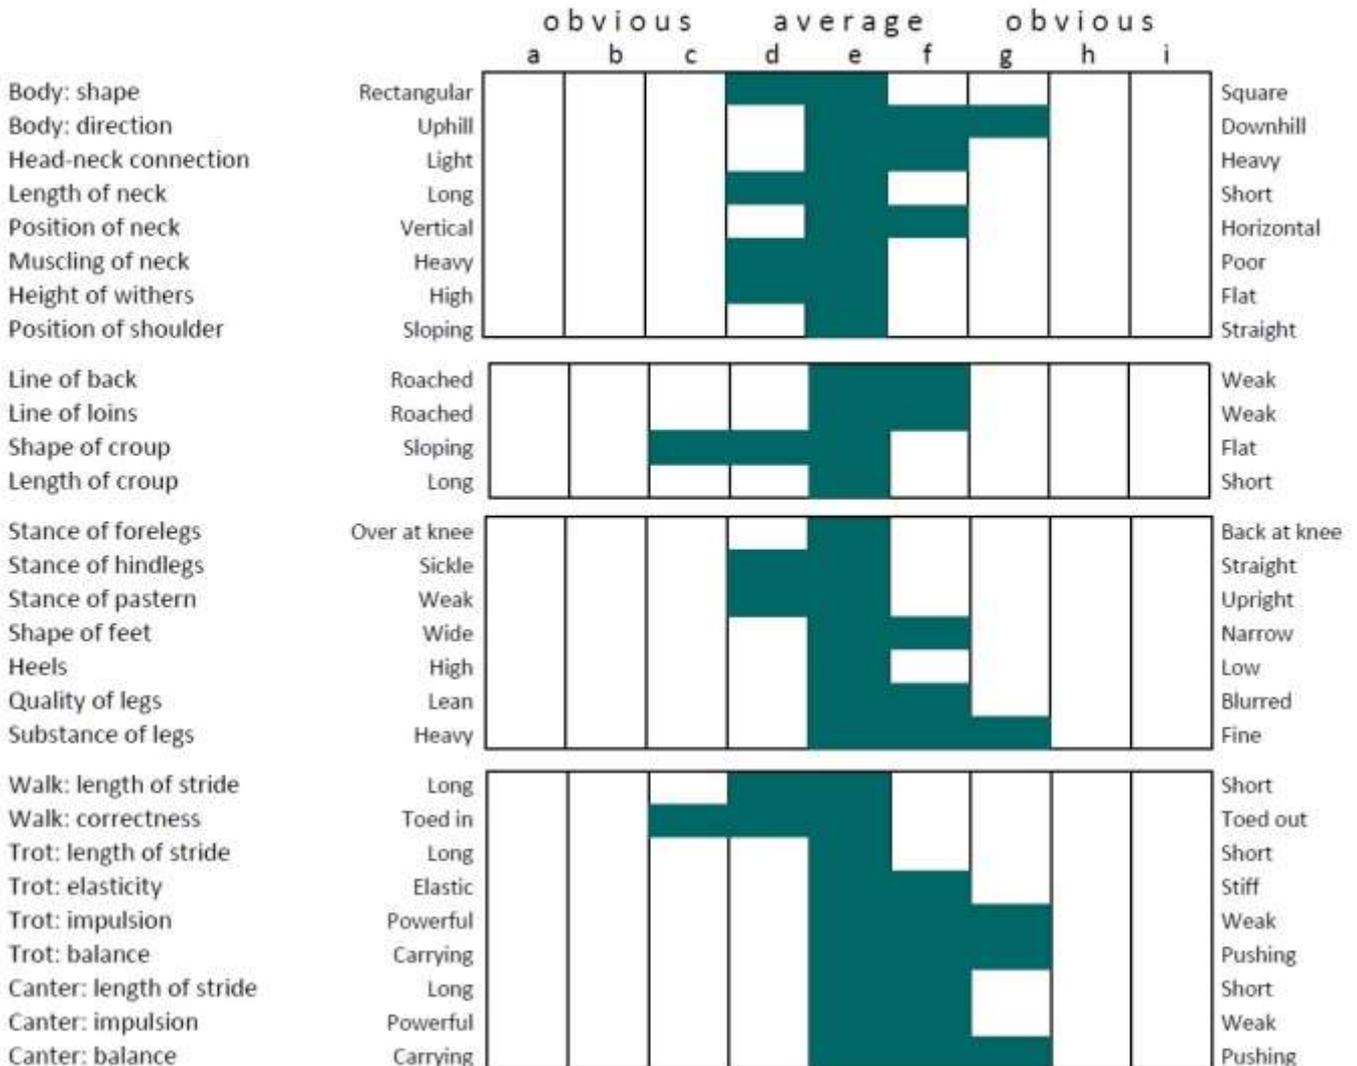 obvious average obvious
a b c d e f g h i
Body: shape Rectangular Square
Body: direction Uphill Downhill
Head-neck connection Light Heavy
Length of neck Long Short
Position of neck Vertical Horizontal
Muscling of neck Heavy Poor
Height of withers High Flat
Position of shoulder Sloping Straight
Line of back Roached Weak
Line of loins Roached Weak
Shape of croup Sloping Flat
Length of croup Long Short
Stance of forelegs Over at knee Back at knee
Stance of hindlegs Sickle Straight
Stance of pastern Weak Upright
Shape of feet Wide Narrow
Heels High Low
Quality of legs Lean Blurred
Substance of legs Heavy Fine
Walk: length of stride Long Short
Walk: correctness Toed in Toed out
Trot: length of stride Long Short
Trot: elasticity Elastic Stiff
Trot: impulsion Powerful Weak
Trot: balance Carrying Pushing
Canter: length of stride Long Short
Canter: impulsion Powerful Weak
Canter: balance Carrying Pushing